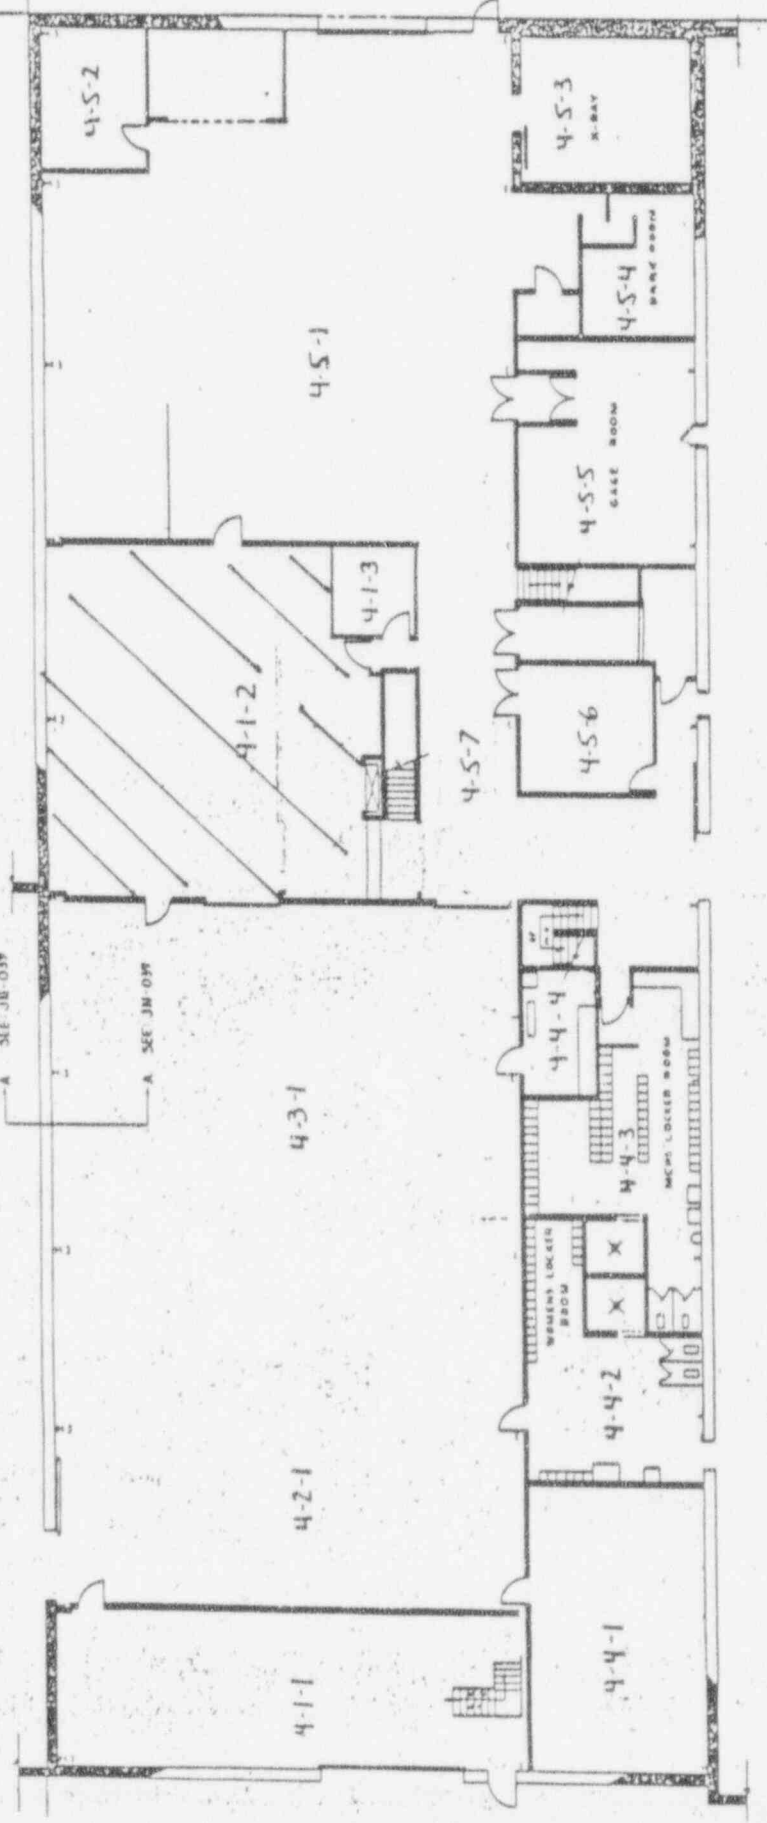 4-5-2
4-5-3
X-RAY
4-5-4
DARK ROOM
4-5-1
4-5-5
GAGE ROOM
4-1-3
4-1-2
4-5-7
4-5-6
A SEE JN-039
A SEE JN-039
4-4-4
4-3-1
4-4-3
MENS LOCKER ROOM
WOMENS LOCKER
ROOM
4-4-2
4-2-1
4-1-1
4-4-1